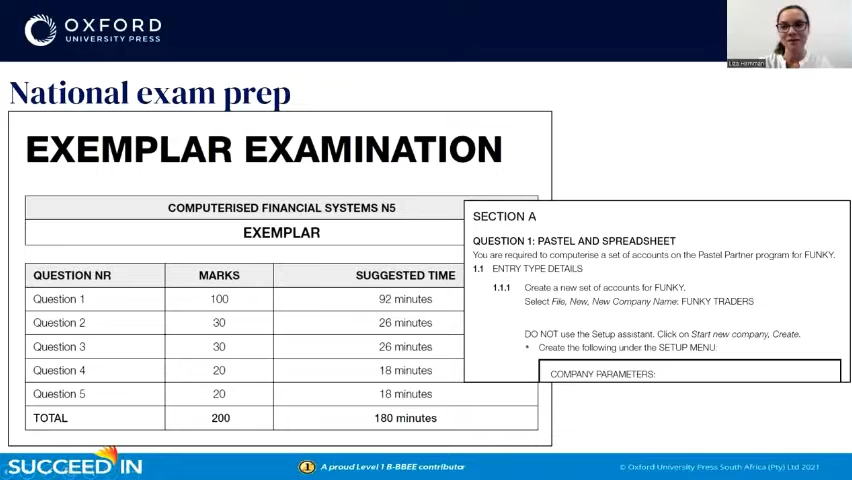 OXFORD
UNIVERSITY PRESS
Liza Hamman
National exam prep
EXEMPLAR EXAMINATION
COMPUTERISED FINANCIAL SYSTEMS N5
EXEMPLAR
QUESTION NR MARKS SUGGESTED TIME
Question 1 100 92 minutes
Question 2 30 26 minutes
Question 3 30 26 minutes
Question 4 20 18 minutes
Question 5 20 18 minutes
TOTAL 200 180 minutes
SECTION A
QUESTION 1: PASTEL AND SPREADSHEET
You are required to computerise a set of accounts on the Pastel Partner program for FUNKY.
1.1 ENTRY TYPE DETAILS
1.1.1 Create a new set of accounts for FUNKY.
Select File, New, New Company Name: FUNKY TRADERS
DO NOT use the Setup assistant. Click on Start new company, Create.
* Create the following under the SETUP MENU:
COMPANY PARAMETERS:
SUCCEED IN
1 A proud Level 1 B-BBEE contributor
© Oxford University Press South Africa (Pty) Ltd 2021